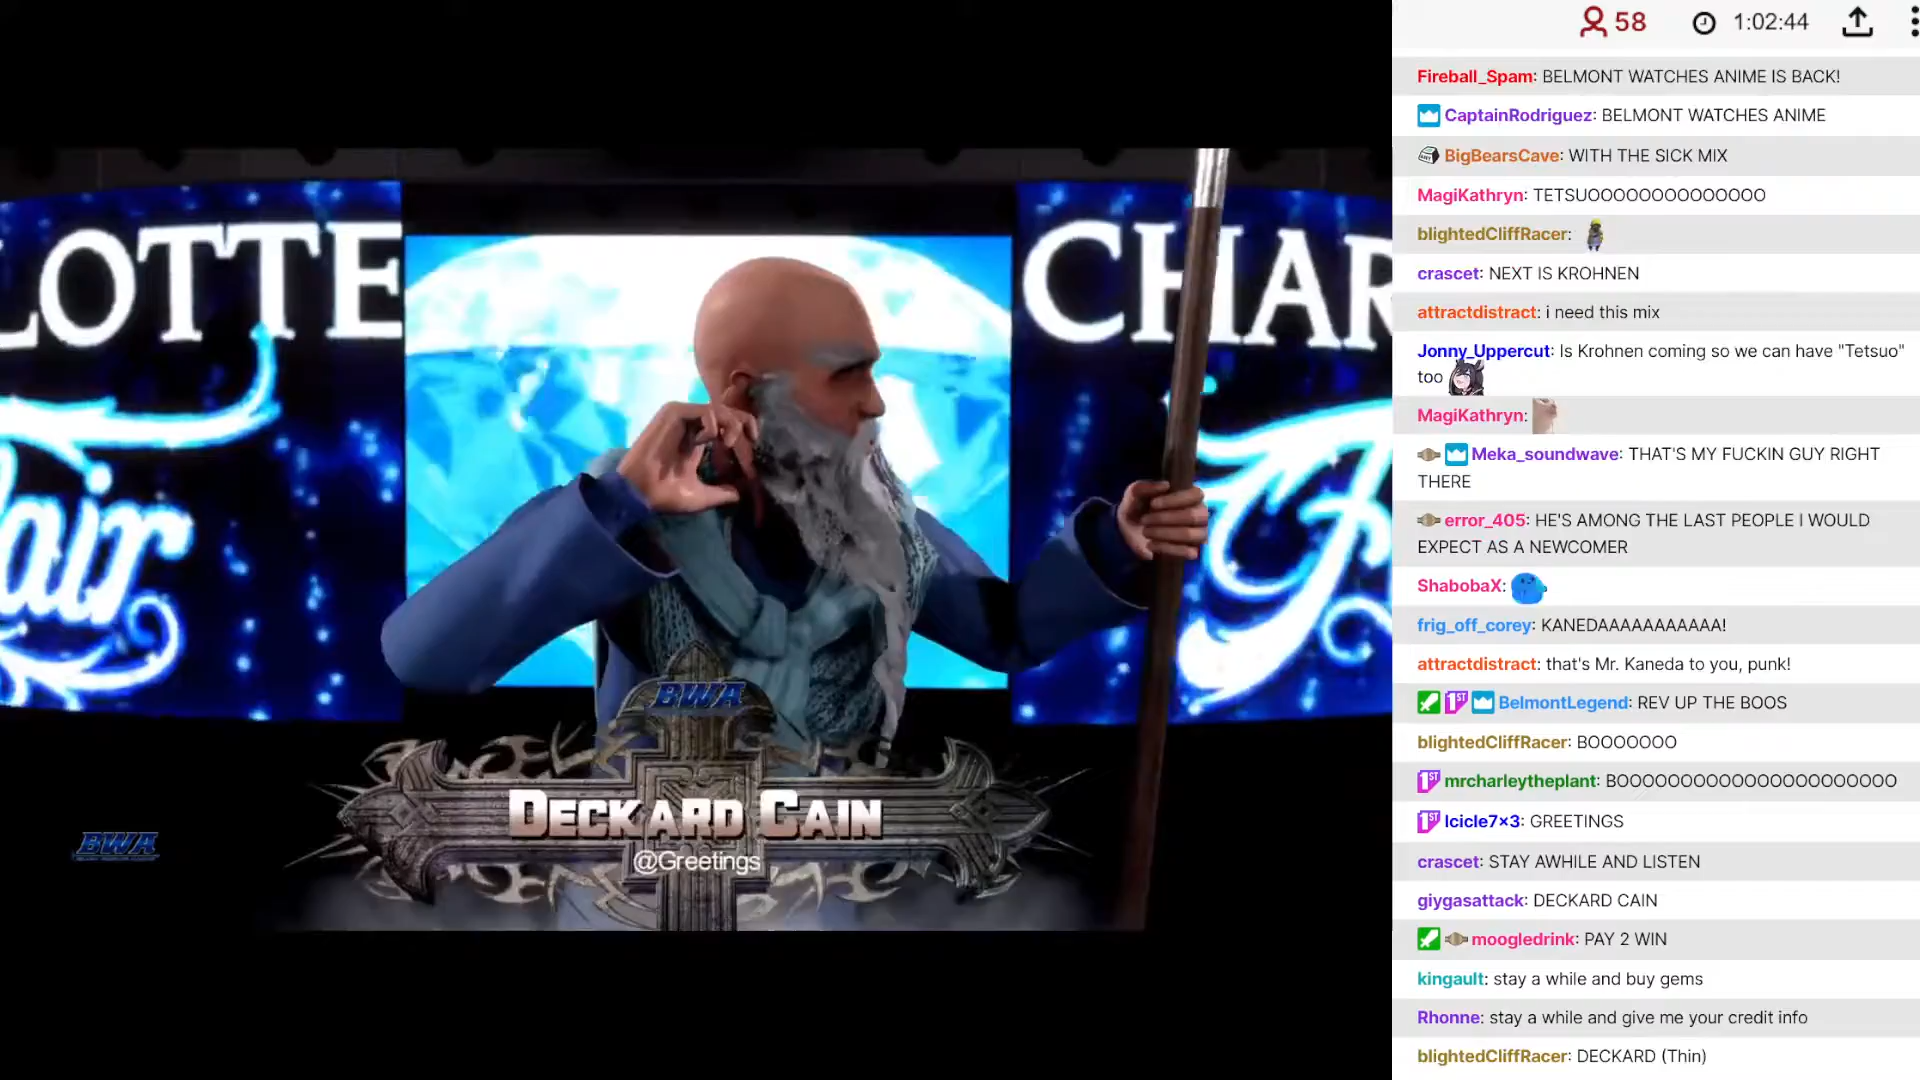 58
1:02:44
Fireball_Spam: BELMONT WATCHES ANIME IS BACK!
CaptainRodriguez: BELMONT WATCHES ANIME
BigBearsCave: WITH THE SICK MIX
MagiKathryn: TETSUOOOOOOOOOOOOOO
blightedCliffRacer:
crascet: NEXT IS KROHNEN
attractdistract: i need this mix
Jonny_Uppercut: Is Krohnen coming so we can have "Tetsuo"
too
MagiKathryn:
Meka_soundwave: THAT'S MY FUCKIN GUY RIGHT
THERE
error_405: HE'S AMONG THE LAST PEOPLE I WOULD
EXPECT AS A NEWCOMER
ShabobaX:
frig_off_corey: KANEDAAAAAAAAAAA!
attractdistract: that's Mr. Kaneda to you, punk!
1ST BelmontLegend: REV UP THE BOOS
blightedCliffRacer: BOOOOOOO
1ST mrcharleytheplant: BOOOOOOOOOOOOOOOOOOOOOO
1ST Icicle7x3: GREETINGS
crascet: STAY AWHILE AND LISTEN
giygasattack: DECKARD CAIN
moogledrink: PAY 2 WIN
kingault: stay a while and buy gems
Rhonne: stay a while and give me your credit info
blightedCliffRacer: DECKARD (Thin)
LOTTE
CHAR
lair
BWA
DECKARD CAIN
@Greetings
BWA